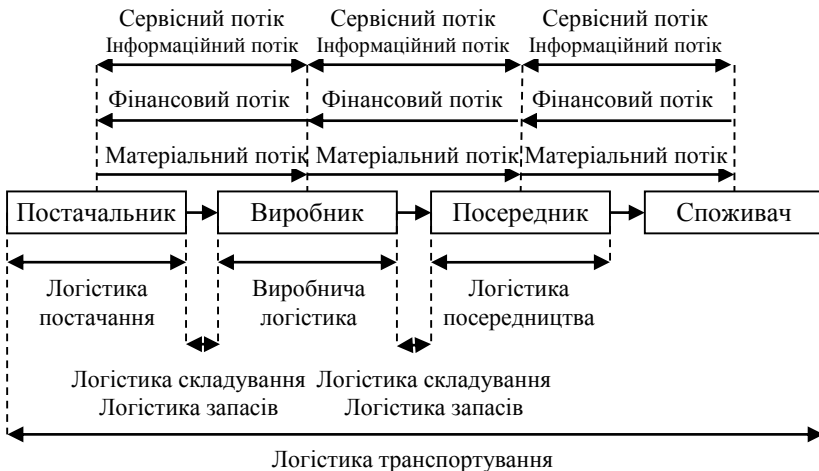 Сервісний потік Сервісний потік Сервісний потік
Інформаційний потік Інформаційний потік Інформаційний потік
Фінансовий потік Фінансовий потік Фінансовий потік
Матеріальний потік Матеріальний потік Матеріальний потік
Постачальник Виробник Посередник Споживач
Логістика Виробнича Логістика
постачання логістика посередництва
Логістика складування Логістика складування
Логістика запасів Логістика запасів
Логістика транспортування